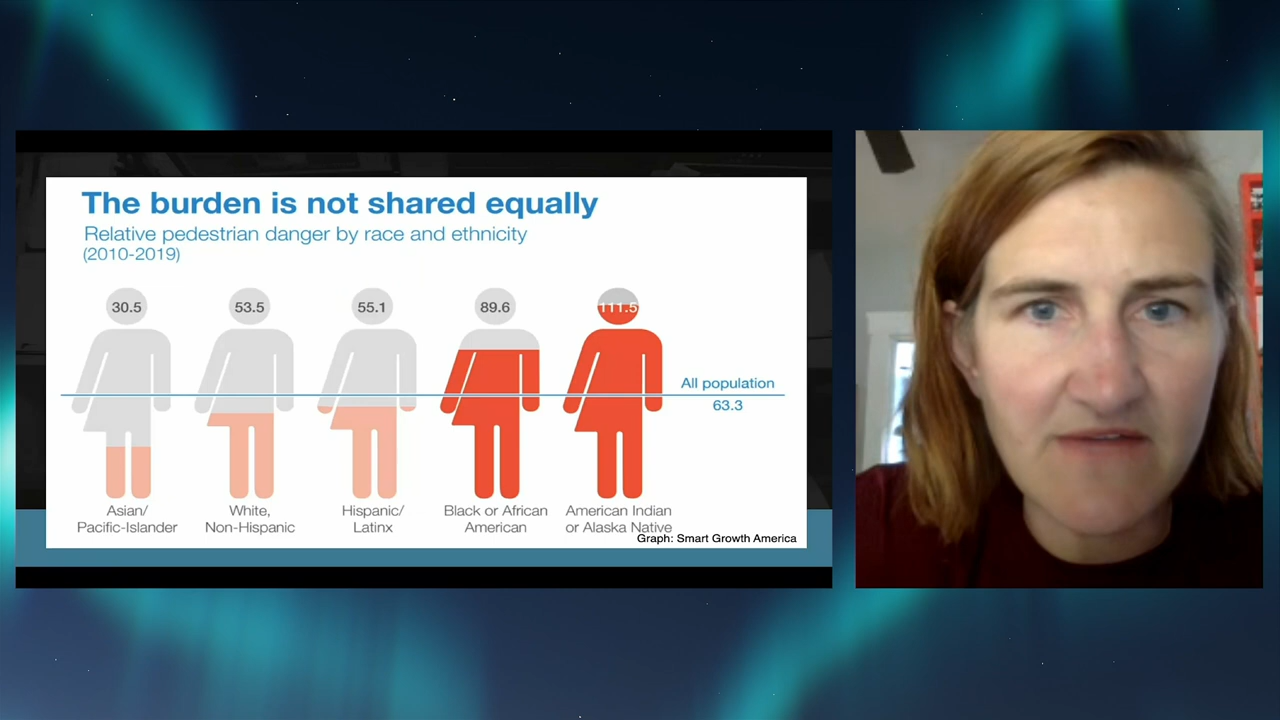 The burden is not shared equally
Relative pedestrian danger by race and ethnicity
(2010-2019)
30.5
53.5
55.1
89.6
111.5
All population
63.3
Asian/
Pacific-Islander
White,
Non-Hispanic
Hispanic/
Latinx
Black or African
American
American Indian
or Alaska Native
Graph: Smart Growth America